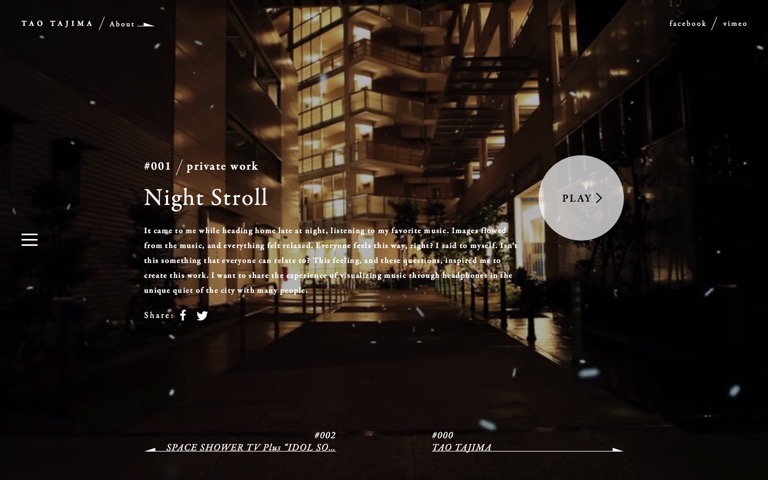 TAO TAJIMA / About
facebook / vimeo
#001 / private work
Night Stroll
PLAY
It came to me while heading home late at night, listening to my favorite music. Images flowed
from the music, and everything felt relaxed. Everyone feels this way, right? I said to myself. Isn't
this something that everyone can relate to? This feeling, and these questions, inspired me to
create this work. I want to share the experience of visualizing music through headphones in the
unique quiet of the city with many people.
Share:
#002
SPACE SHOWER TV Plus "IDOL SO...
#000
TAO TAJIMA